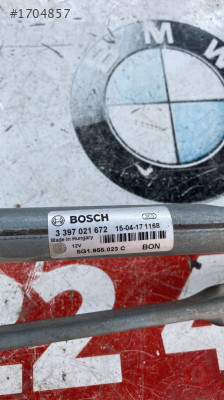 #1704857
BMW
BOSCH
3 397 021 672 15-04-17 1168
Made in Hungary 12V
5G1.955.023 C BON